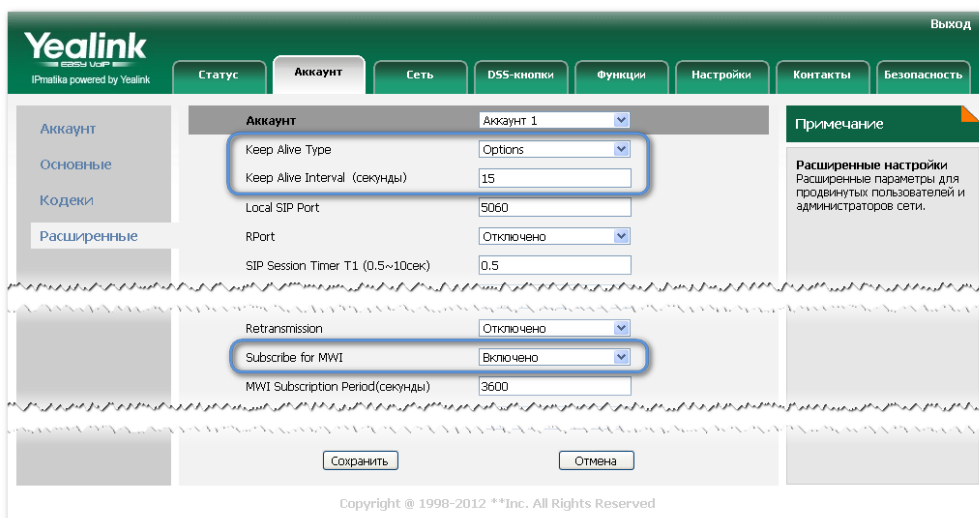 Выход
Yealink
EASY VoIP
IPmatika powered by Yealink
Статус
Аккаунт
Сеть
DSS-кнопки
Функции
Настройки
Контакты
Безопасность
Аккаунт
Основные
Кодеки
Расширенные
Аккаунт Аккаунт 1
Keep Alive Type Options
Keep Alive Interval (секунды) 15
Local SIP Port 5060
RPort Отключено
SIP Session Timer T1 (0.5~10сек) 0.5
Retransmission Отключено
Subscribe for MWI Включено
MWI Subscription Period(секунды) 3600
Сохранить Отмена
Примечание
Расширенные настройки
Расширенные параметры для
продвинутых пользователей и
администраторов сети.
Copyright @ 1998-2012 **Inc. All Rights Reserved